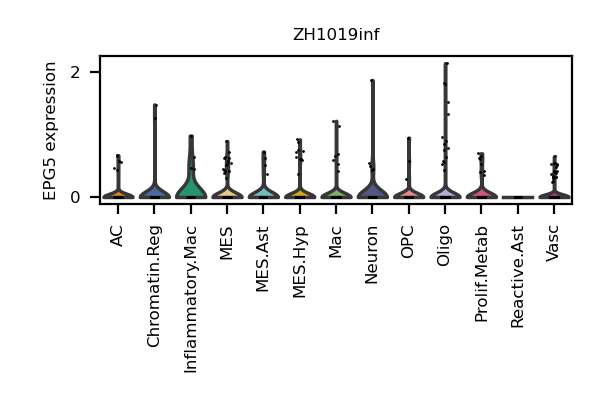 ZH1019inf
EPG5 expression
2
0
AC
Chromatin.Reg
Inflammatory.Mac
MES
MES.Ast
MES.Hyp
Mac
Neuron
OPC
Oligo
Prolif.Metab
Reactive.Ast
Vasc